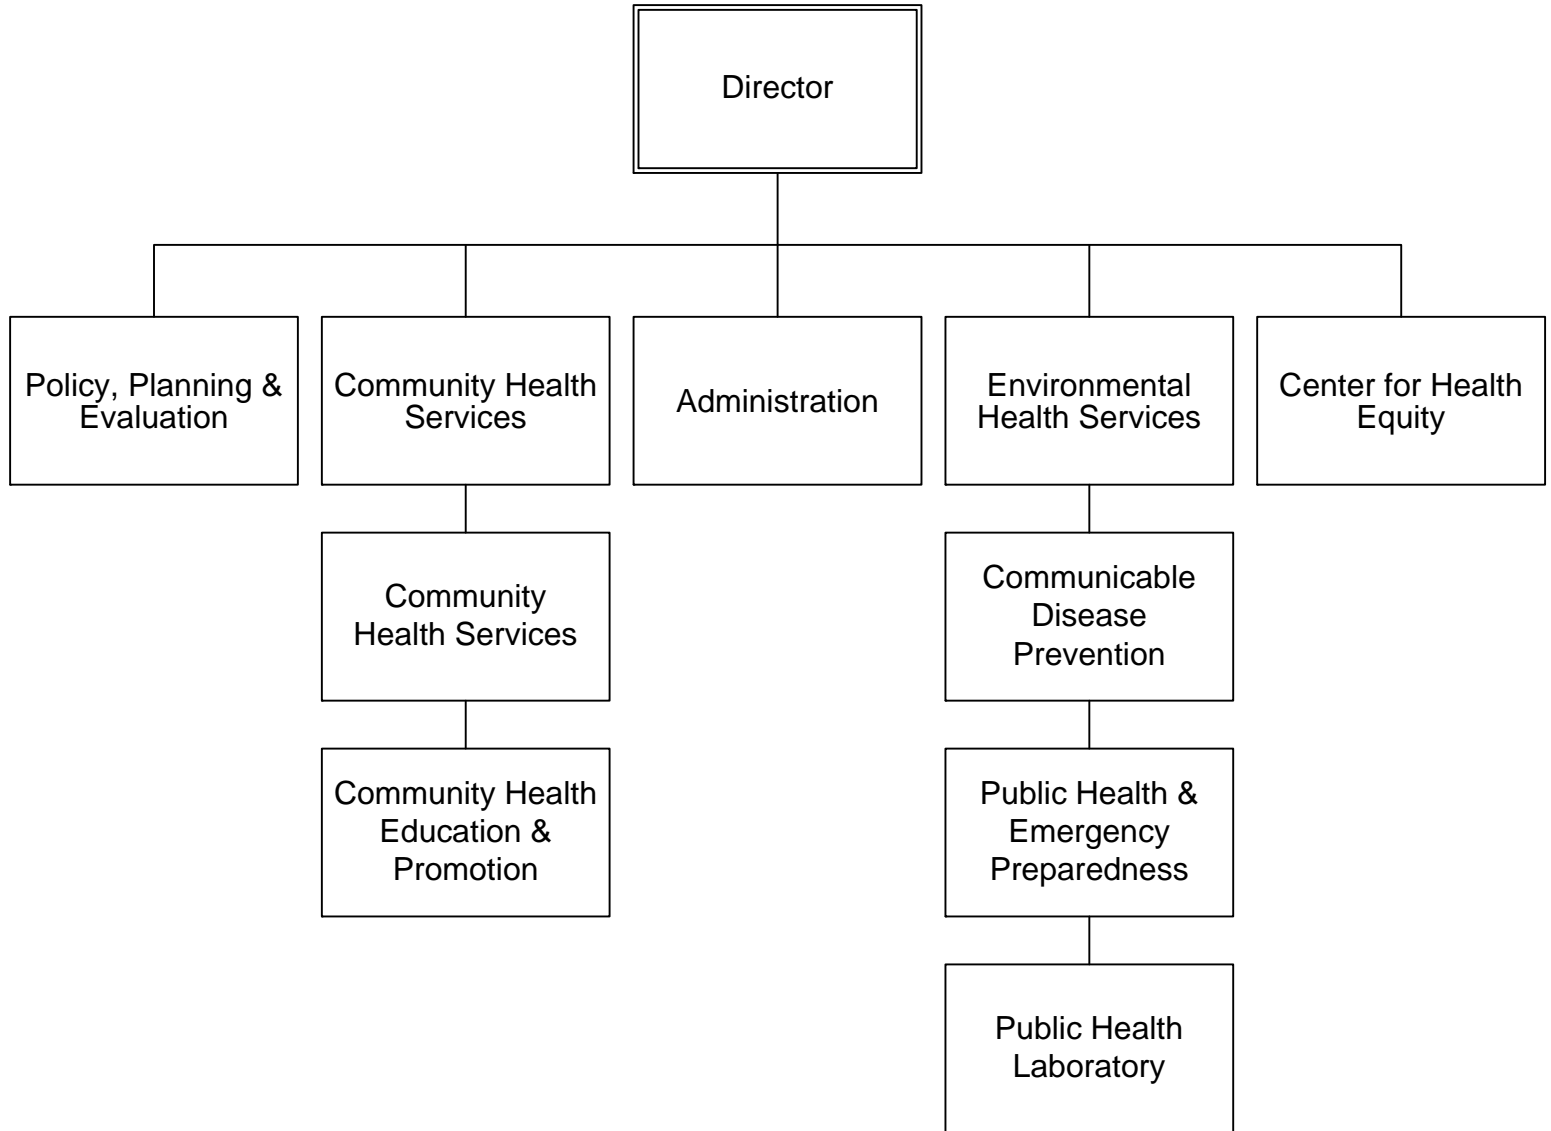 Director
Policy, Planning &
Evaluation
Community Health
Services
Administration
Environmental
Health Services
Center for Health
Equity
Community
Health Services
Communicable
Disease
Prevention
Community Health
Education &
Promotion
Public Health &
Emergency
Preparedness
Public Health
Laboratory